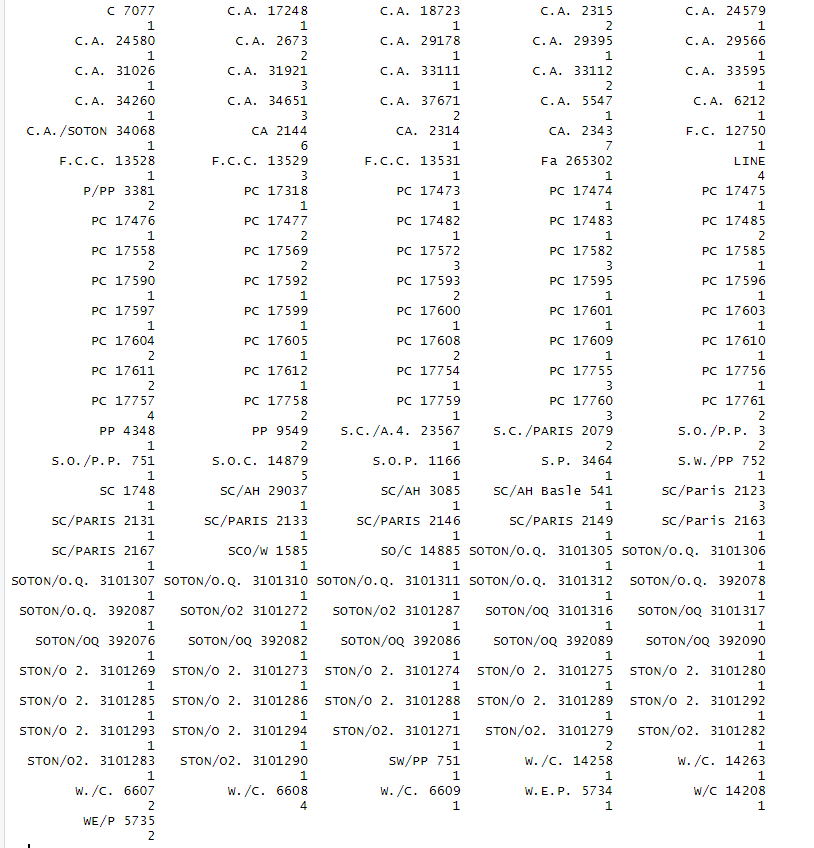 C 7077 C.A. 17248 C.A. 18723 C.A. 2315 C.A. 24579
1 1 1 2 1
C.A. 24580 C.A. 2673 C.A. 29178 C.A. 29395 C.A. 29566
1 2 1 1 1
C.A. 31026 C.A. 31921 C.A. 33111 C.A. 33112 C.A. 33595
1 3 1 2 1
C.A. 34260 C.A. 34651 C.A. 37671 C.A. 5547 C.A. 6212
1 3 2 1 1
C.A./SOTON 34068 CA 2144 CA. 2314 CA. 2343 F.C. 12750
1 6 1 7 1
F.C.C. 13528 F.C.C. 13529 F.C.C. 13531 Fa 265302 LINE
1 3 1 1 4
P/PP 3381 PC 17318 PC 17473 PC 17474 PC 17475
2 1 1 1 1
PC 17476 PC 17477 PC 17482 PC 17483 PC 17485
1 2 1 1 2
PC 17558 PC 17569 PC 17572 PC 17582 PC 17585
2 2 3 3 1
PC 17590 PC 17592 PC 17593 PC 17595 PC 17596
1 1 2 1 1
PC 17597 PC 17599 PC 17600 PC 17601 PC 17603
1 1 1 1 1
PC 17604 PC 17605 PC 17608 PC 17609 PC 17610
2 1 2 1 1
PC 17611 PC 17612 PC 17754 PC 17755 PC 17756
2 1 1 3 1
PC 17757 PC 17758 PC 17759 PC 17760 PC 17761
4 2 1 3 2
PP 4348 PP 9549 S.C./A.4. 23567 S.C./PARIS 2079 S.O./P.P. 3
1 2 1 2 2
S.O./P.P. 751 S.O.C. 14879 S.O.P. 1166 S.P. 3464 S.W./PP 752
1 5 1 1 1
SC 1748 SC/AH 29037 SC/AH 3085 SC/AH Basle 541 SC/Paris 2123
1 1 1 1 3
SC/PARIS 2131 SC/PARIS 2133 SC/PARIS 2146 SC/PARIS 2149 SC/Paris 2163
1 1 1 1 1
SC/PARIS 2167 SCO/W 1585 SO/C 14885 SOTON/O.Q. 3101305 SOTON/O.Q. 3101306
1 1 1 1 1
SOTON/O.Q. 3101307 SOTON/O.Q. 3101310 SOTON/O.Q. 3101311 SOTON/O.Q. 3101312 SOTON/O.Q. 392078
1 1 1 1 1
SOTON/O.Q. 392087 SOTON/O2 3101272 SOTON/O2 3101287 SOTON/OQ 3101316 SOTON/OQ 3101317
1 1 1 1 1
SOTON/OQ 392076 SOTON/OQ 392082 SOTON/OQ 392086 SOTON/OQ 392089 SOTON/OQ 392090
1 1 1 1 1
STON/O 2. 3101269 STON/O 2. 3101273 STON/O 2. 3101274 STON/O 2. 3101275 STON/O 2. 3101280
1 1 1 1 1
STON/O 2. 3101285 STON/O 2. 3101286 STON/O 2. 3101288 STON/O 2. 3101289 STON/O 2. 3101292
1 1 1 1 1
STON/O 2. 3101293 STON/O 2. 3101294 STON/O2. 3101271 STON/O2. 3101279 STON/O2. 3101282
1 1 1 2 1
STON/O2. 3101283 STON/O2. 3101290 SW/PP 751 W./C. 14258 W./C. 14263
1 1 1 1 1
W./C. 6607 W./C. 6608 W./C. 6609 W.E.P. 5734 W/C 14208
2 4 1 1 1
WE/P 5735
2